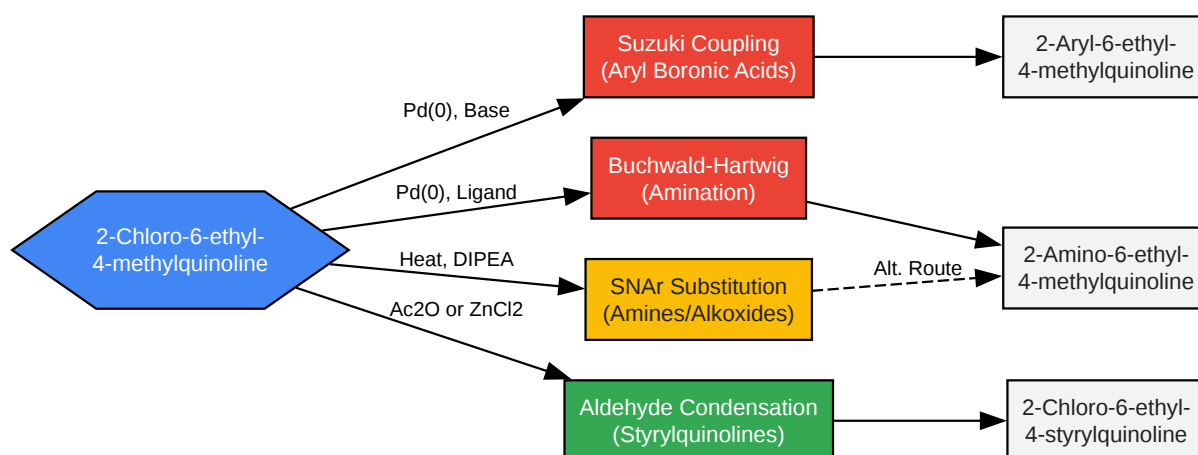 Suzuki Coupling
(Aryl Boronic Acids)
2-Aryl-6-ethyl-
4-methylquinoline
Pd(0), Base
Buchwald-Hartwig
(Amination)
Pd(0), Ligand
2-Chloro-6-ethyl-
4-methylquinoline
Heat, DIPEA
SNAr Substitution
(Amines/Alkoxides)
Alt. Route
2-Amino-6-ethyl-
4-methylquinoline
Ac2O or ZnCl2
Aldehyde Condensation
(Styrylquinolines)
2-Chloro-6-ethyl-
4-styrylquinoline